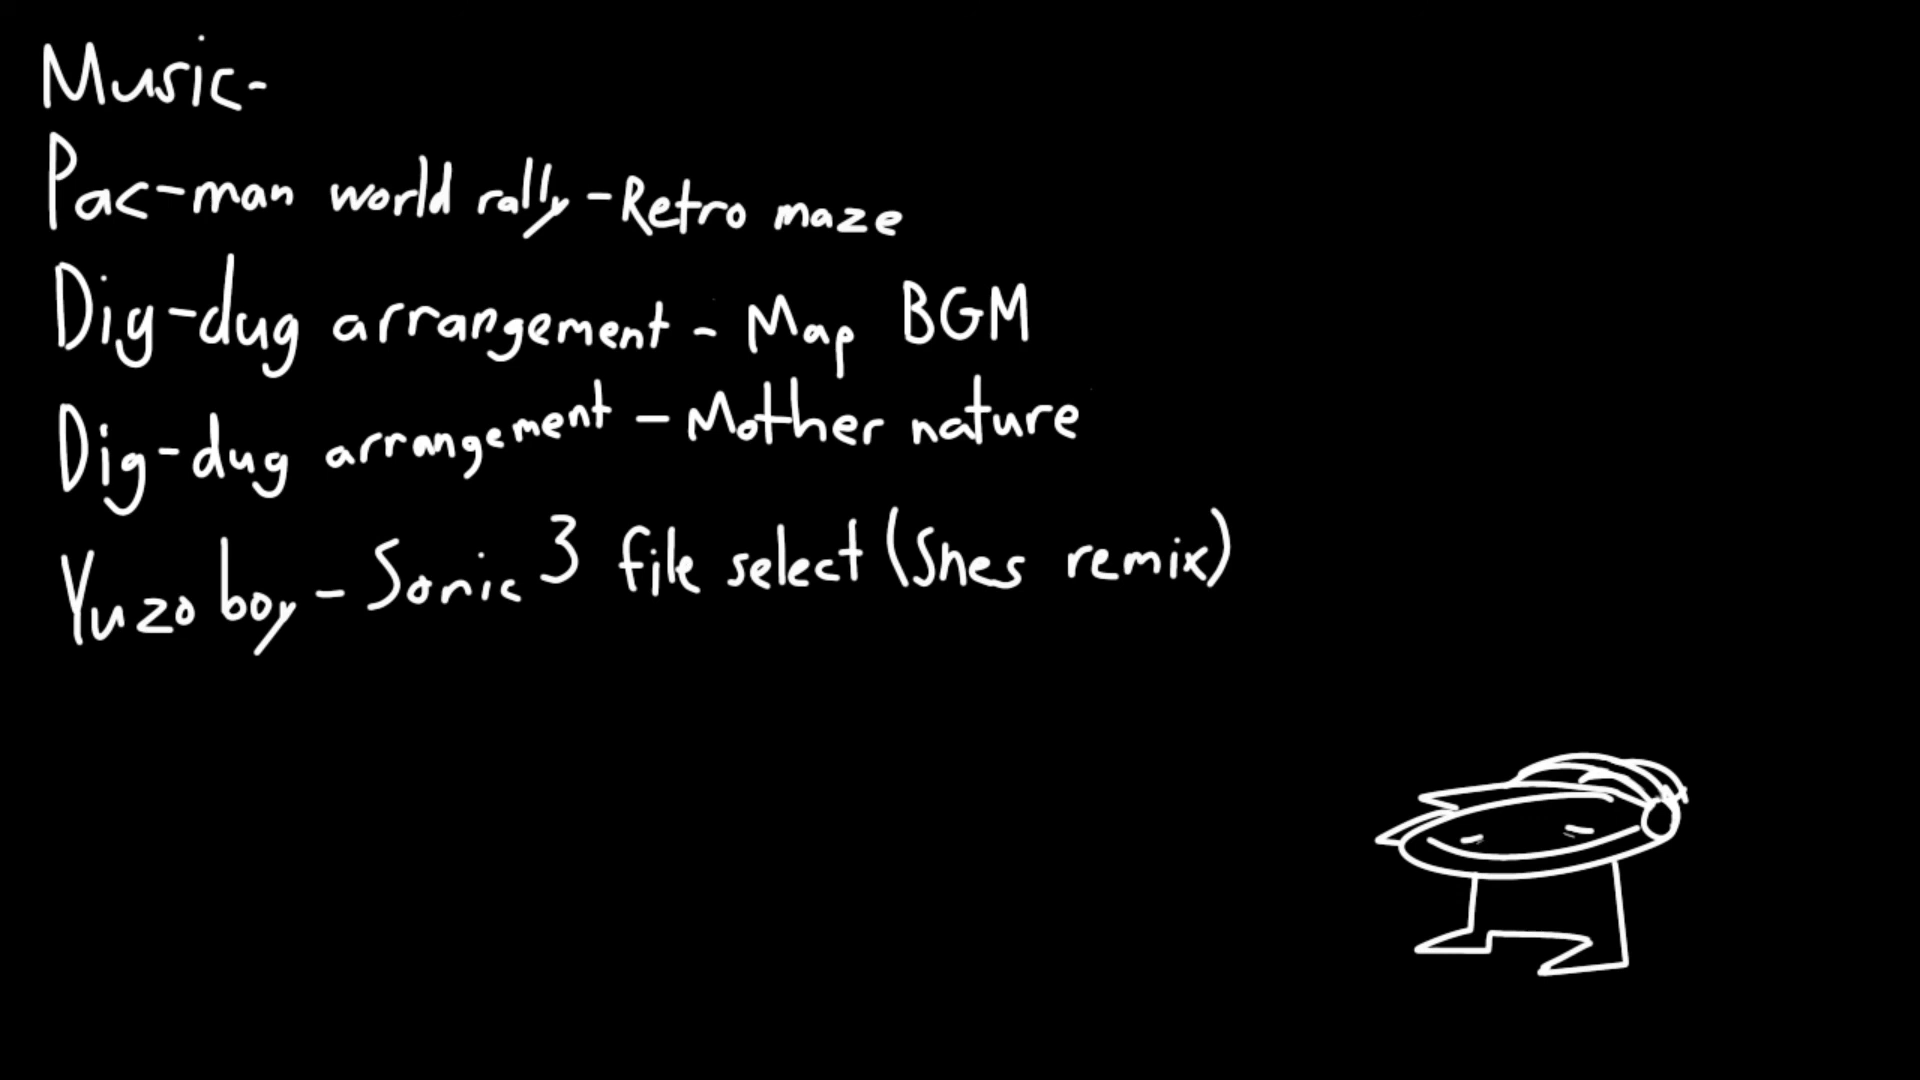 Music-
Pac-man world rally - Retro maze
Dig-dug arrangement - Map BGM
Dig-dug arrangement - Mother nature
Yuzo boy - Sonic 3 file select (Snes remix)